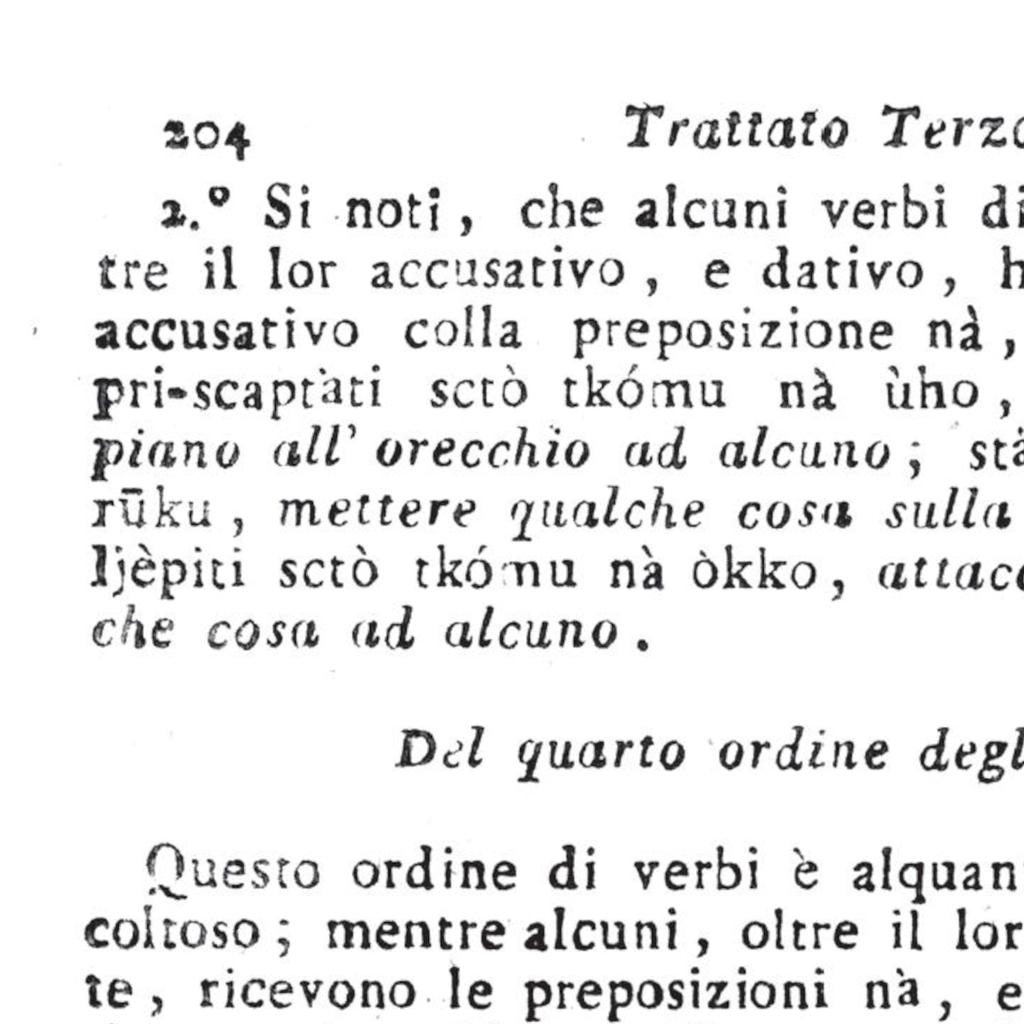 204 Trattato Terzo
2.° Si noti, che alcuni verbi di
tre il lor accusativo, e dativo, h
accusativo colla preposizione nà,
pri-scaptàti sctò tkómu nà ùho,
piano all' orecchio ad alcuno; stà
rūku, mettere qualche cosa sulla
ljèpiti sctò tkómu nà òkko, attacc
che cosa ad alcuno.
Del quarto ordine degl
Questo ordine di verbi è alquan
coltoso; mentre alcuni, oltre il lor
te, ricevono le preposizioni nà, e